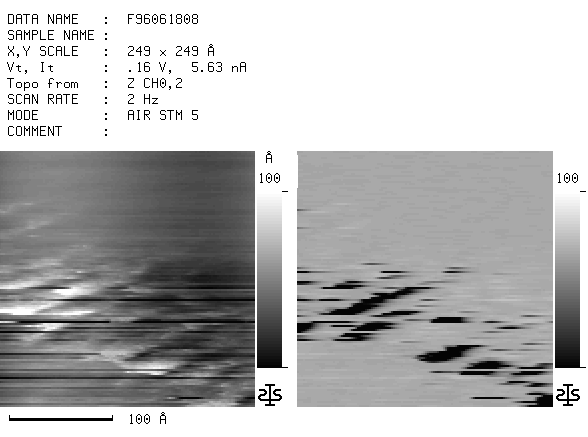 DATA NAME : F96061808
SAMPLE NAME :
X,Y SCALE : 249 x 249 Å
Vt, It : .16 V, 5.63 nA
Topo from : Z CH0,2
SCAN RATE : 2 Hz
MODE : AIR STM 5
COMMENT :
Å
100 100
100 Å